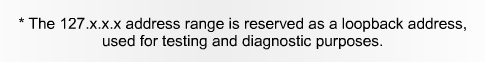 * The 127.x.x.x address range is reserved as a loopback address,
used for testing and diagnostic purposes.